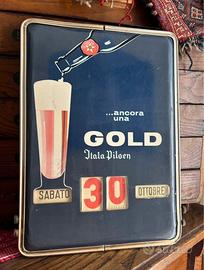 ...ancora
una
GOLD
Itala Pilsen
SABATO
30
OTTOBRE